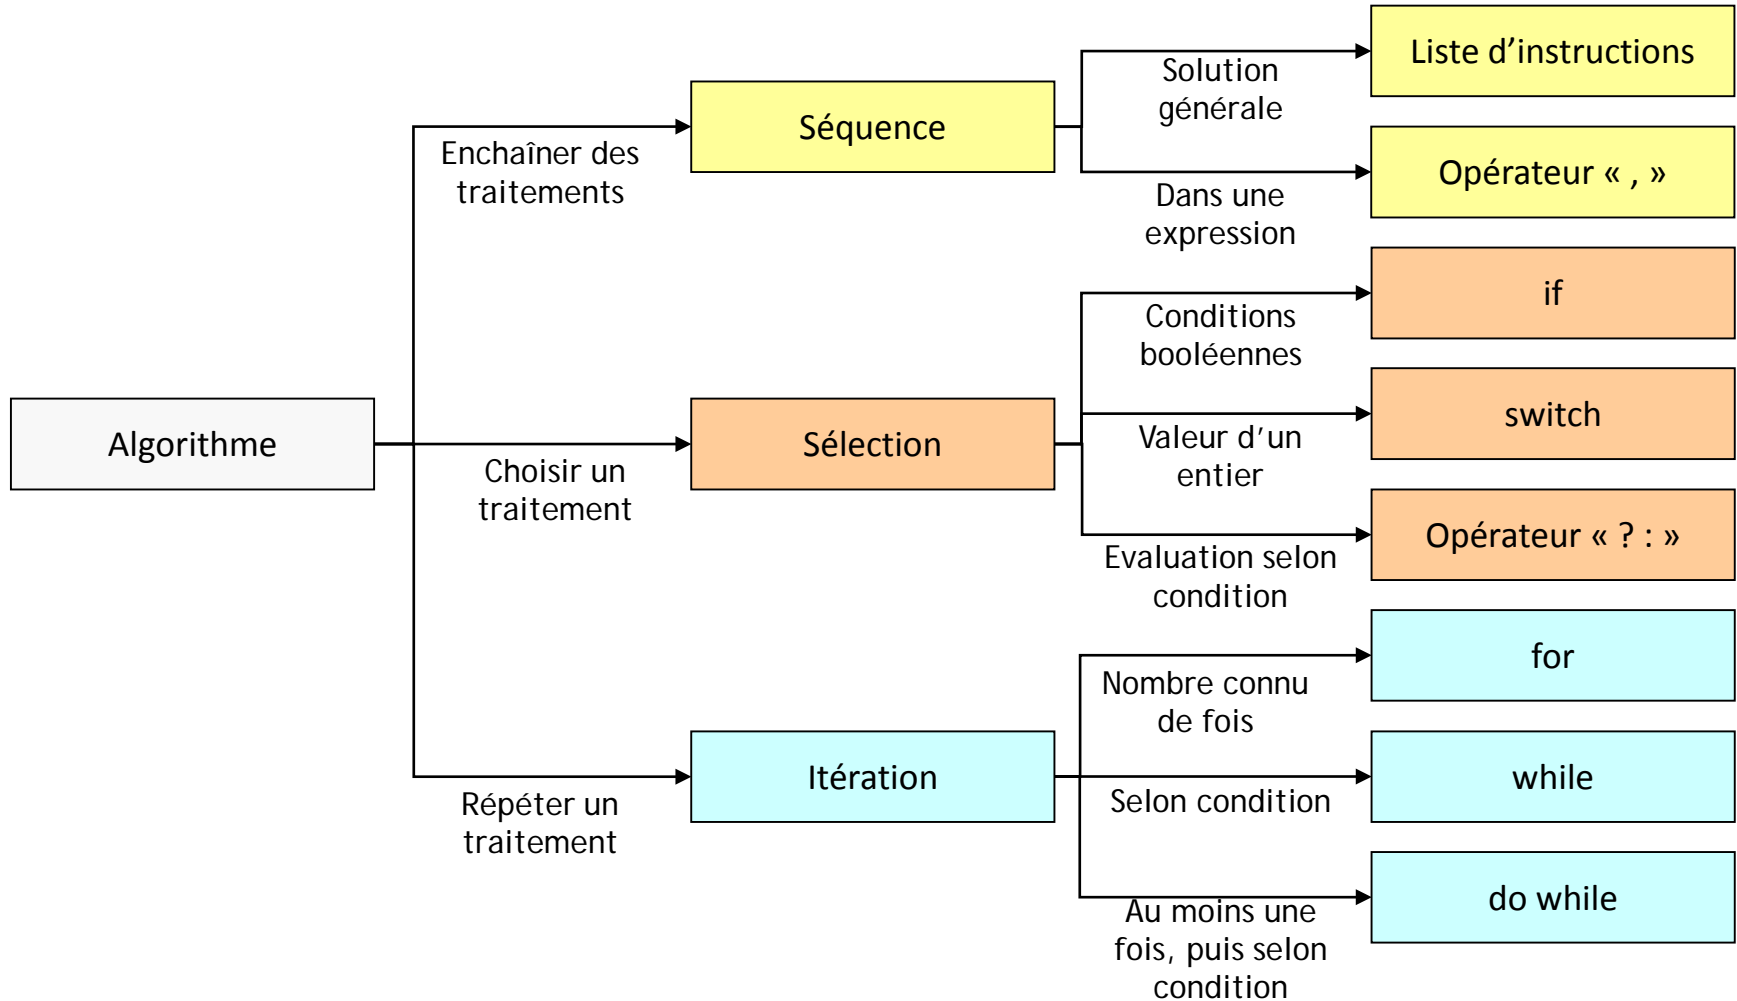 Algorithme
Enchaîner des
traitements
Séquence
Solution
générale
Liste d’instructions
Dans une
expression
Opérateur « , »
Choisir un
traitement
Sélection
Conditions
booléennes
if
Valeur d’un
entier
switch
Evaluation selon
condition
Opérateur « ? : »
Répéter un
traitement
Itération
Nombre connu
de fois
for
Selon condition
while
Au moins une
fois, puis selon
condition
do while